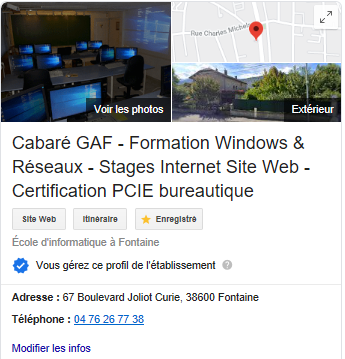 Rue Charles Michels
Voir les photos
Extérieur
Cabaré GAF - Formation Windows &
Réseaux - Stages Internet Site Web -
Certification PCIE bureautique
Site Web
Itinéraire
Enregistré
École d'informatique à Fontaine
Vous gérez ce profil de l'établissement
Adresse : 67 Boulevard Joliot Curie, 38600 Fontaine
Téléphone : 04 76 26 77 38
Modifier les infos